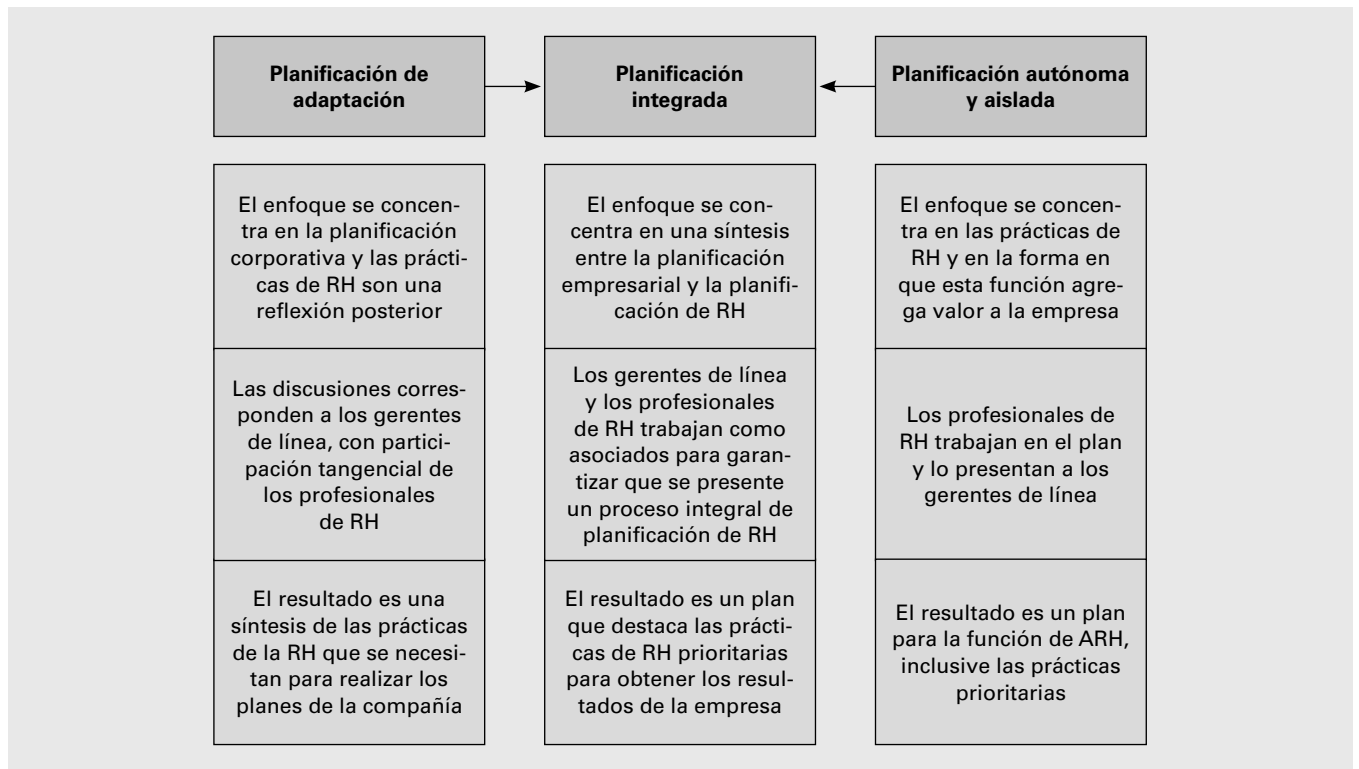 Planificación de
adaptación
Planificación
integrada
Planificación autónoma
y aislada
El enfoque se concen-
tra en la planificación
corporativa y las prácti-
cas de RH son una
reflexión posterior
El enfoque se con-
centra en una síntesis
entre la planificación
empresarial y la planifi-
cación de RH
El enfoque se concen-
tra en las prácticas de
RH y en la forma en
que esta función agre-
ga valor a la empresa
Las discusiones corres-
ponden a los gerentes
de línea, con partici-
pación tangencial de
los profesionales
de RH
Los gerentes de línea
y los profesionales
de RH trabajan como
asociados para garan-
tizar que se presente
un proceso integral de
planificación de RH
Los profesionales de
RH trabajan en el plan
y lo presentan a los
gerentes de línea
El resultado es una
síntesis de las prácticas
de la RH que se necesi-
tan para realizar los
planes de la compañía
El resultado es un plan
que destaca las prácti-
cas de RH prioritarias
para obtener los resul-
tados de la empresa
El resultado es un plan
para la función de ARH,
inclusive las prácticas
prioritarias